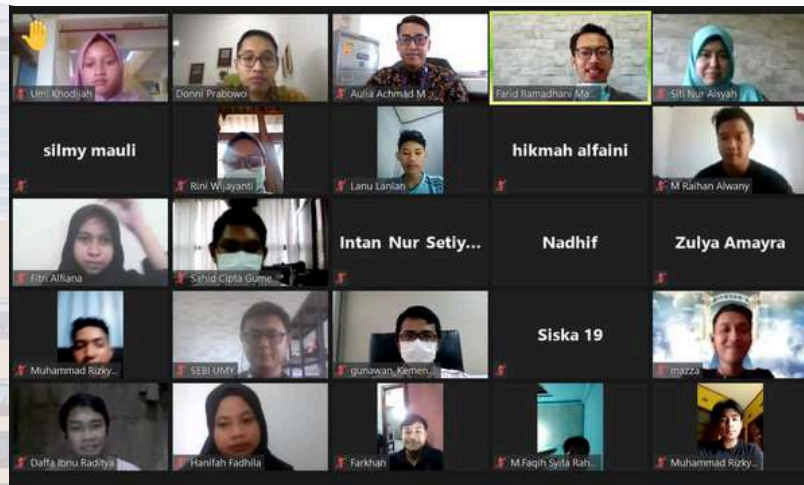 Umi Khodijah
Donni Prabowo
Aulia Achmad M
Farid Ramadhani Ma...
Siti Nur Aisyah
silmy mauli
Rini Wijayanti
Lanu Lanlan
hikmah alfaini
M Raihan Alwany
Fitri Alfiana
Sahid Cipta Gume...
Intan Nur Setiy...
Nadhif
Zulya Amayra
Muhammad Rizky...
SEBI UMY
gunawan_Kemen...
Siska 19
mazza
Daffa Ibnu Raditya
Hanifah Fadhila
Farkhan
M.Faqih Syifa Rah...
Muhammad Rizky...